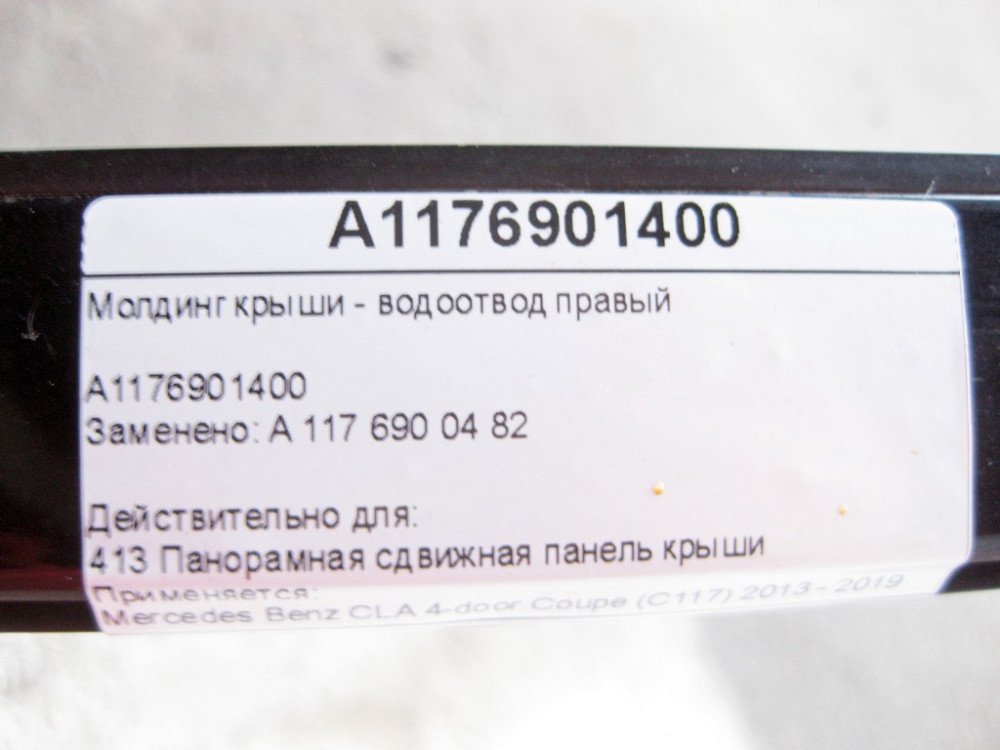 A1176901400
Молдинг крыши - водоотвод правый
A1176901400
Заменено: A 117 690 04 82
Действительно для:
413 Панорамная сдвижная панель крыши
Применяется:
Mercedes Benz CLA 4-door Coupe (C117) 2013 - 2019